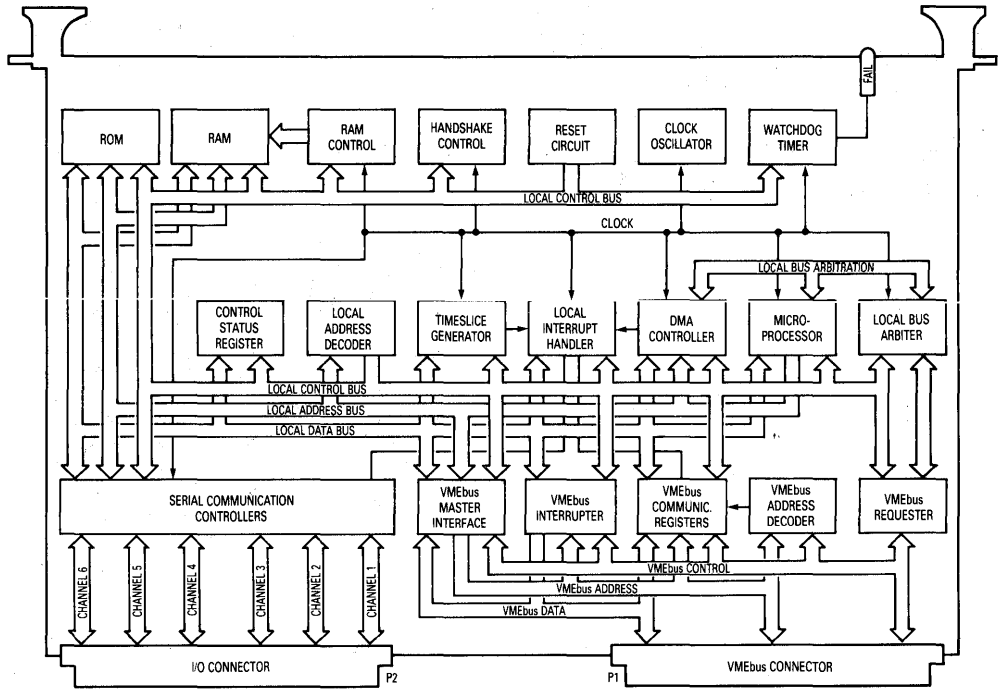 FAIL
ROM
RAM
RAM
CONTROL
HANDSHAKE
CONTROL
RESET
CIRCUIT
CLOCK
OSCILLATOR
WATCHDOG
TIMER
LOCAL CONTROL BUS
CLOCK
LOCAL BUS ARBITRATION
CONTROL
STATUS
REGISTER
LOCAL
ADDRESS
DECODER
TIMESLICE
GENERATOR
LOCAL
INTERRUPT
HANDLER
DMA
CONTROLLER
MICRO-
PROCESSOR
LOCAL BUS
ARBITER
LOCAL CONTROL BUS
LOCAL ADDRESS BUS
LOCAL DATA BUS
SERIAL COMMUNICATION
CONTROLLERS
VMEbus
MASTER
INTERFACE
VMEbus
INTERRUPTER
VMEbus
COMMUNIC.
REGISTERS
VMEbus
ADDRESS
DECODER
VMEbus
REQUESTER
CHANNEL 6
CHANNEL 5
CHANNEL 4
CHANNEL 3
CHANNEL 2
CHANNEL 1
VMEbus CONTROL
VMEbus ADDRESS
VMEbus DATA
I/O CONNECTOR
P2
P1
VMEbus CONNECTOR